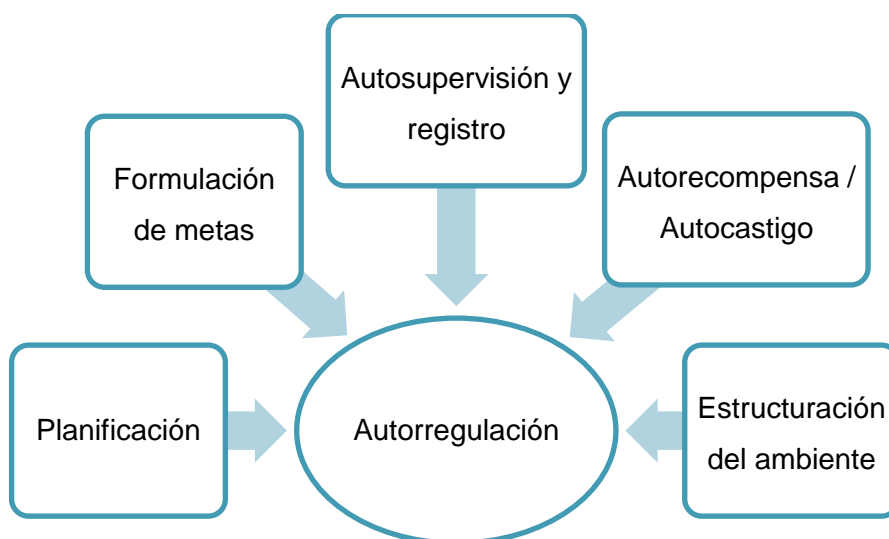 Autosupervisión y
registro
Formulación
de metas
Autorecompensa /
Autocastigo
Planificación
Autorregulación
Estructuración
del ambiente